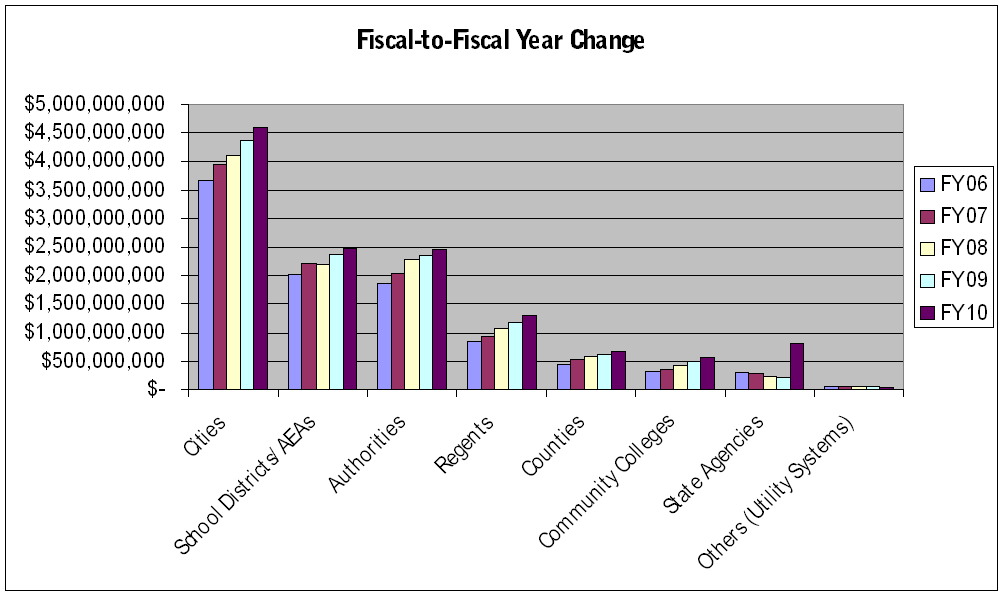 Fiscal-to-Fiscal Year Change
$5,000,000,000
$4,500,000,000
$4,000,000,000
$3,500,000,000
$3,000,000,000
$2,500,000,000
$2,000,000,000
$1,500,000,000
$1,000,000,000
$500,000,000
$-
Cities
School Districts/ AEAs
Authorities
Regents
Counties
Community Colleges
State Agencies
Others (Utility Systems)
FY06
FY07
FY08
FY09
FY10